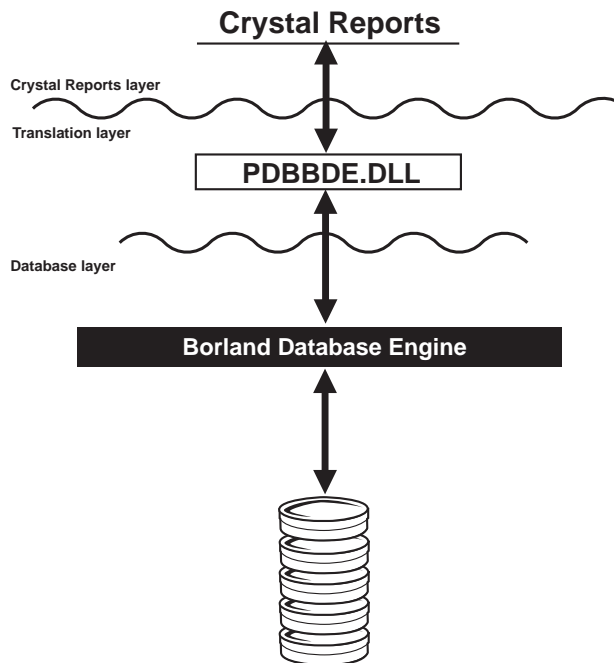 Crystal Reports
Crystal Reports layer
Translation layer
PDBBDE.DLL
Database layer
Borland Database Engine